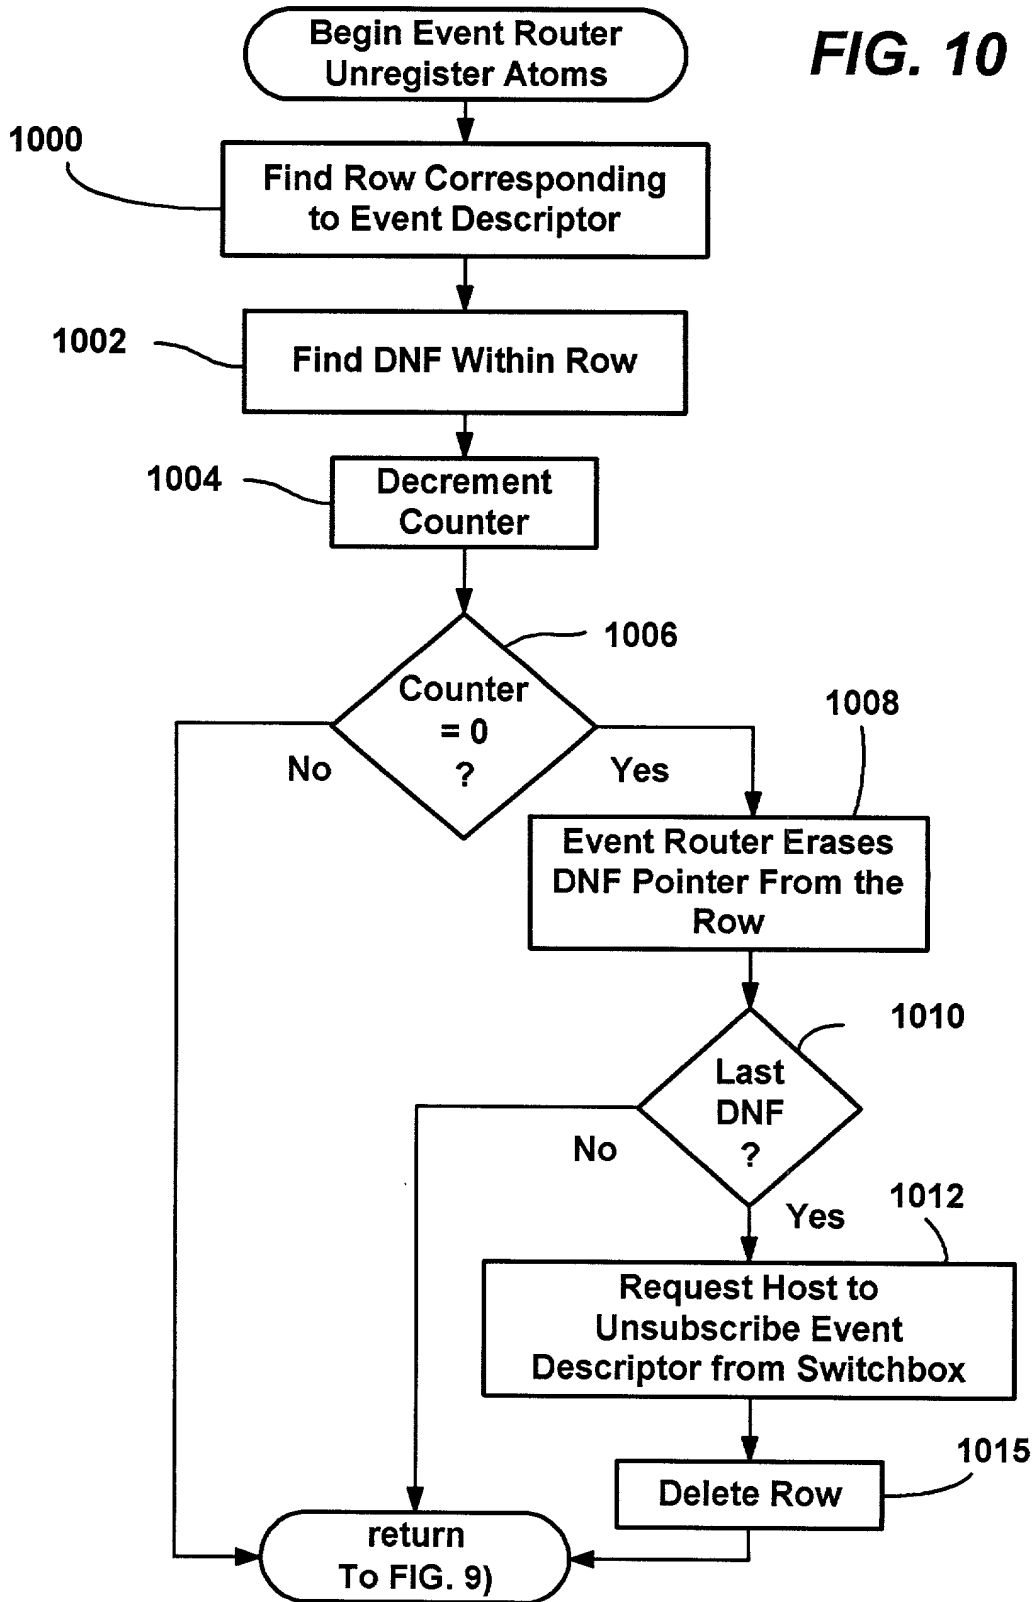 Begin Event Router
Unregister Atoms
FIG. 10
1000
Find Row Corresponding
to Event Descriptor
1002
Find DNF Within Row
1004
Decrement
Counter
1006
Counter
= 0
?
No
Yes
1008
Event Router Erases
DNF Pointer From the
Row
1010
Last
DNF
?
No
Yes
1012
Request Host to
Unsubscribe Event
Descriptor from Switchbox
1015
Delete Row
return
To FIG. 9)